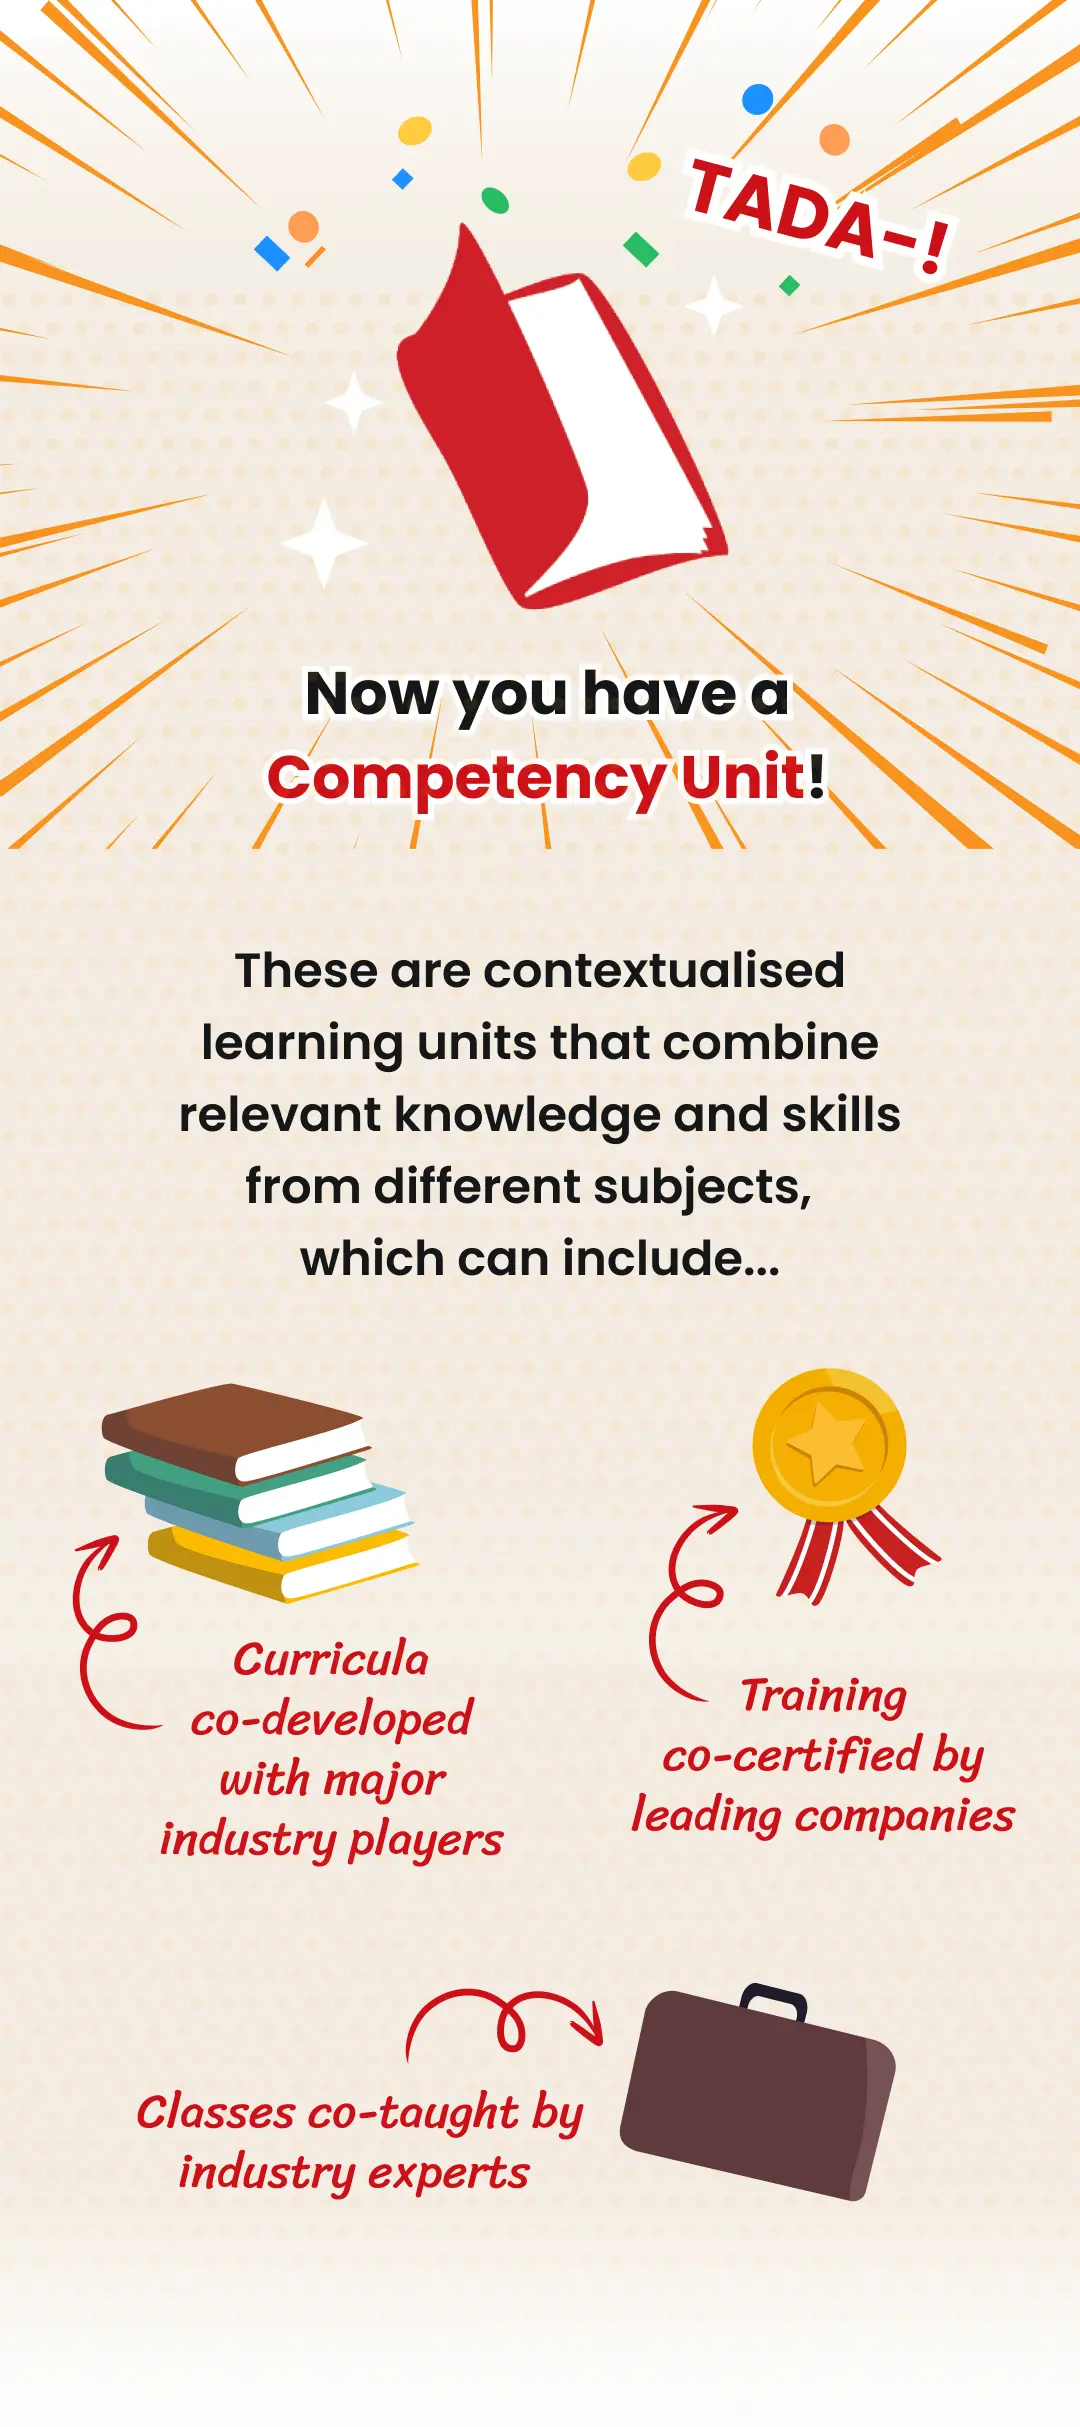 TADA-!
Now you have a
Competency Unit!
These are contextualised
learning units that combine
relevant knowledge and skills
from different subjects,
which can include...
Curricula
co-developed
with major
industry players
Training
co-certified by
leading companies
Classes co-taught by
industry experts